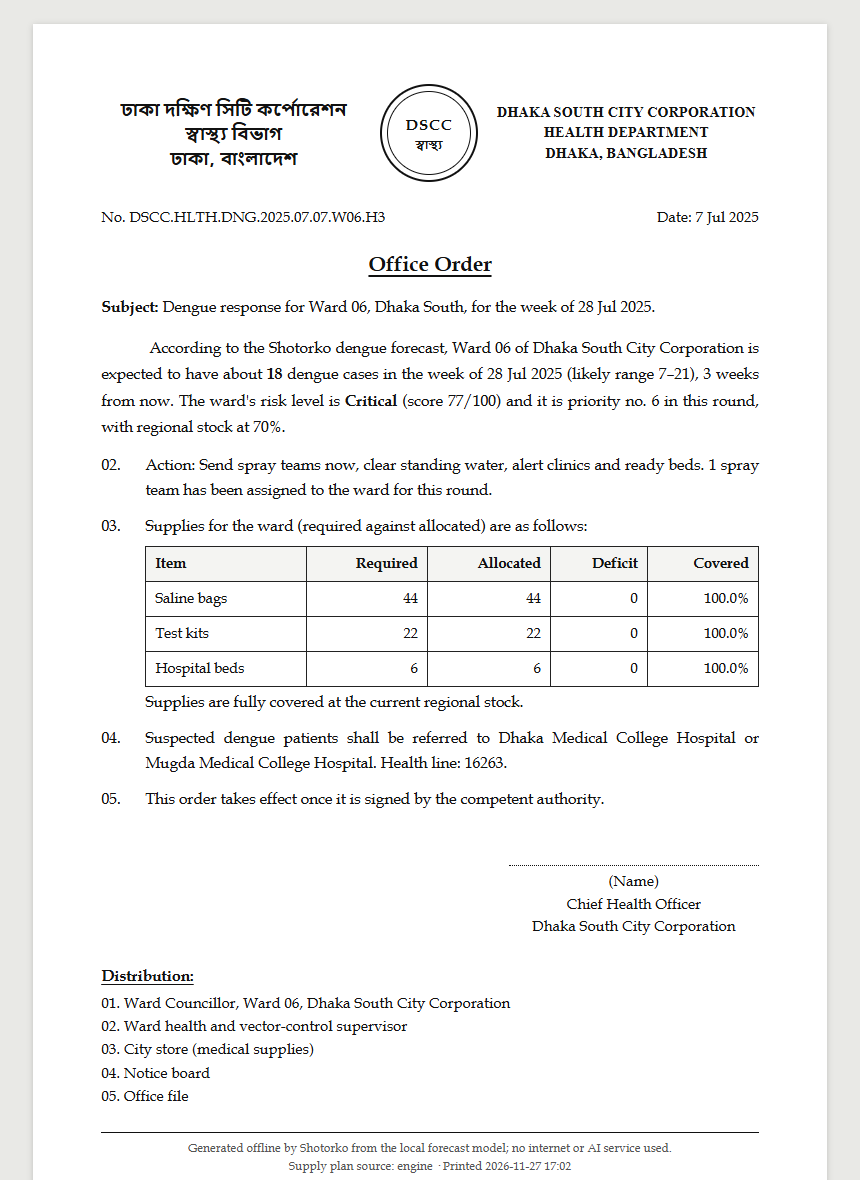 ঢাকা দক্ষিণ সিটি কর্পোরেশন
স্বাস্থ্য বিভাগ
ঢাকা, বাংলাদেশ
DSCC
স্বাস্থ্য
DHAKA SOUTH CITY CORPORATION
HEALTH DEPARTMENT
DHAKA, BANGLADESH
No. DSCC.HLTH.DNG.2025.07.07.W06.H3
Date: 7 Jul 2025
Office Order
Subject: Dengue response for Ward 06, Dhaka South, for the week of 28 Jul 2025.
According to the Shotorko dengue forecast, Ward 06 of Dhaka South City Corporation is
expected to have about 18 dengue cases in the week of 28 Jul 2025 (likely range 7–21), 3 weeks
from now. The ward's risk level is Critical (score 77/100) and it is priority no. 6 in this round,
with regional stock at 70%.
02. Action: Send spray teams now, clear standing water, alert clinics and ready beds. 1 spray
team has been assigned to the ward for this round.
03. Supplies for the ward (required against allocated) are as follows:
Item Required Allocated Deficit Covered
Saline bags 44 44 0 100.0%
Test kits 22 22 0 100.0%
Hospital beds 6 6 0 100.0%
Supplies are fully covered at the current regional stock.
04. Suspected dengue patients shall be referred to Dhaka Medical College Hospital or
Mugda Medical College Hospital. Health line: 16263.
05. This order takes effect once it is signed by the competent authority.
(Name)
Chief Health Officer
Dhaka South City Corporation
Distribution:
01. Ward Councillor, Ward 06, Dhaka South City Corporation
02. Ward health and vector-control supervisor
03. City store (medical supplies)
04. Notice board
05. Office file
Generated offline by Shotorko from the local forecast model; no internet or AI service used.
Supply plan source: engine · Printed 2026-11-27 17:02